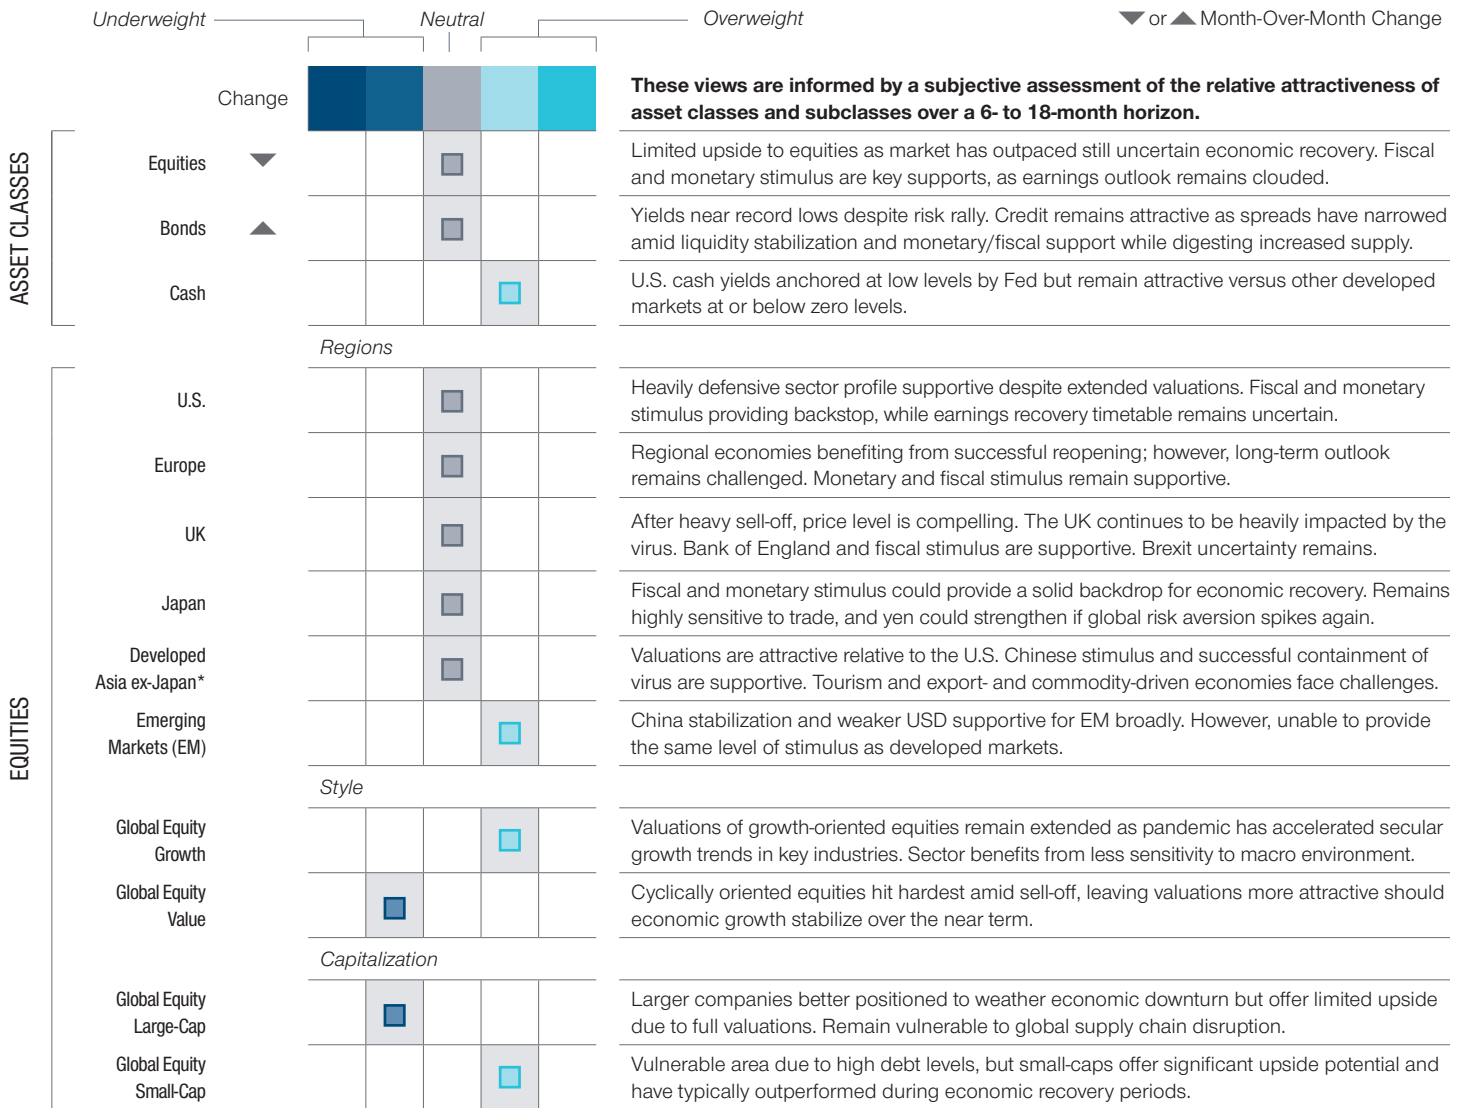 Underweight
Neutral
Overweight
or Month-Over-Month Change
Change
These views are informed by a subjective assessment of the relative attractiveness of
asset classes and subclasses over a 6- to 18-month horizon.
ASSET CLASSES
Equities
Limited upside to equities as market has outpaced still uncertain economic recovery. Fiscal
and monetary stimulus are key supports, as earnings outlook remains clouded.
Bonds
Yields near record lows despite risk rally. Credit remains attractive as spreads have narrowed
amid liquidity stabilization and monetary/fiscal support while digesting increased supply.
Cash
U.S. cash yields anchored at low levels by Fed but remain attractive versus other developed
markets at or below zero levels.
EQUITIES
Regions
U.S.
Heavily defensive sector profile supportive despite extended valuations. Fiscal and monetary
stimulus providing backstop, while earnings recovery timetable remains uncertain.
Europe
Regional economies benefiting from successful reopening; however, long-term outlook
remains challenged. Monetary and fiscal stimulus remain supportive.
UK
After heavy sell-off, price level is compelling. The UK continues to be heavily impacted by the
virus. Bank of England and fiscal stimulus are supportive. Brexit uncertainty remains.
Japan
Fiscal and monetary stimulus could provide a solid backdrop for economic recovery. Remains
highly sensitive to trade, and yen could strengthen if global risk aversion spikes again.
Developed
Asia ex-Japan*
Valuations are attractive relative to the U.S. Chinese stimulus and successful containment of
virus are supportive. Tourism and export- and commodity-driven economies face challenges.
Emerging
Markets (EM)
China stabilization and weaker USD supportive for EM broadly. However, unable to provide
the same level of stimulus as developed markets.
Style
Global Equity
Growth
Valuations of growth-oriented equities remain extended as pandemic has accelerated secular
growth trends in key industries. Sector benefits from less sensitivity to macro environment.
Global Equity
Value
Cyclically oriented equities hit hardest amid sell-off, leaving valuations more attractive should
economic growth stabilize over the near term.
Capitalization
Global Equity
Large-Cap
Larger companies better positioned to weather economic downturn but offer limited upside
due to full valuations. Remain vulnerable to global supply chain disruption.
Global Equity
Small-Cap
Vulnerable area due to high debt levels, but small-caps offer significant upside potential and
have typically outperformed during economic recovery periods.